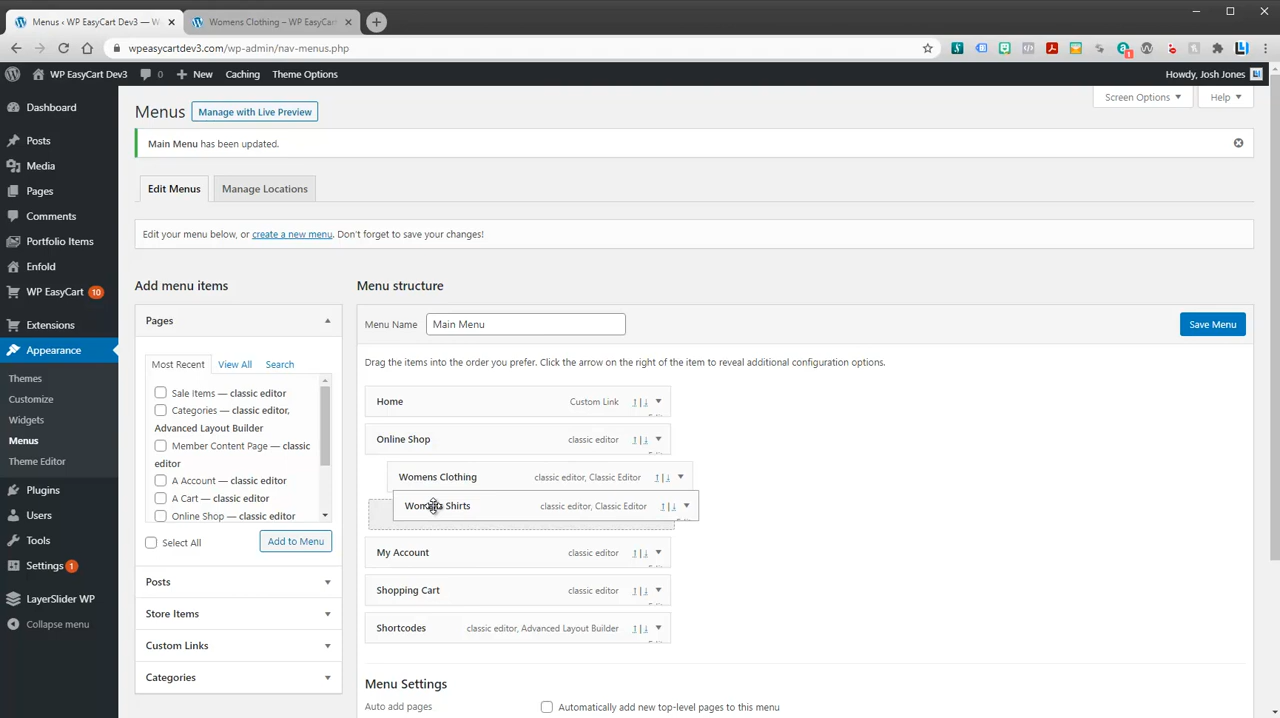 Menus ‹ WP EasyCart Dev3 — W
Womens Clothing – WP EasyCart
wpeasycartdev3.com/wp-admin/nav-menus.php
WP EasyCart Dev3
0
New
Caching
Theme Options
Howdy, Josh Jones
Dashboard
Posts
Media
Pages
Comments
Portfolio Items
Enfold
WP EasyCart 10
Extensions
Appearance
Themes
Customize
Widgets
Menus
Theme Editor
Plugins
Users
Tools
Settings 1
LayerSlider WP
Collapse menu
Menus
Manage with Live Preview
Screen Options
Help
Main Menu has been updated.
Edit Menus
Manage Locations
Edit your menu below, or create a new menu. Don't forget to save your changes!
Add menu items
Pages
Most Recent
View All
Search
Sale Items — classic editor
Categories — classic editor,
Advanced Layout Builder
Member Content Page — classic
editor
A Account — classic editor
A Cart — classic editor
Online Shop — classic editor
Select All
Add to Menu
Posts
Store Items
Custom Links
Categories
Menu structure
Menu Name
Main Menu
Save Menu
Drag the items into the order you prefer. Click the arrow on the right of the item to reveal additional configuration options.
Home Custom Link ↑|↓
Online Shop classic editor ↑|↓
Womens Clothing classic editor, Classic Editor ↑|↓
Womens Shirts classic editor, Classic Editor ↑|↓
My Account classic editor ↑|↓
Shopping Cart classic editor ↑|↓
Shortcodes classic editor, Advanced Layout Builder ↑|↓
Menu Settings
Auto add pages
Automatically add new top-level pages to this menu